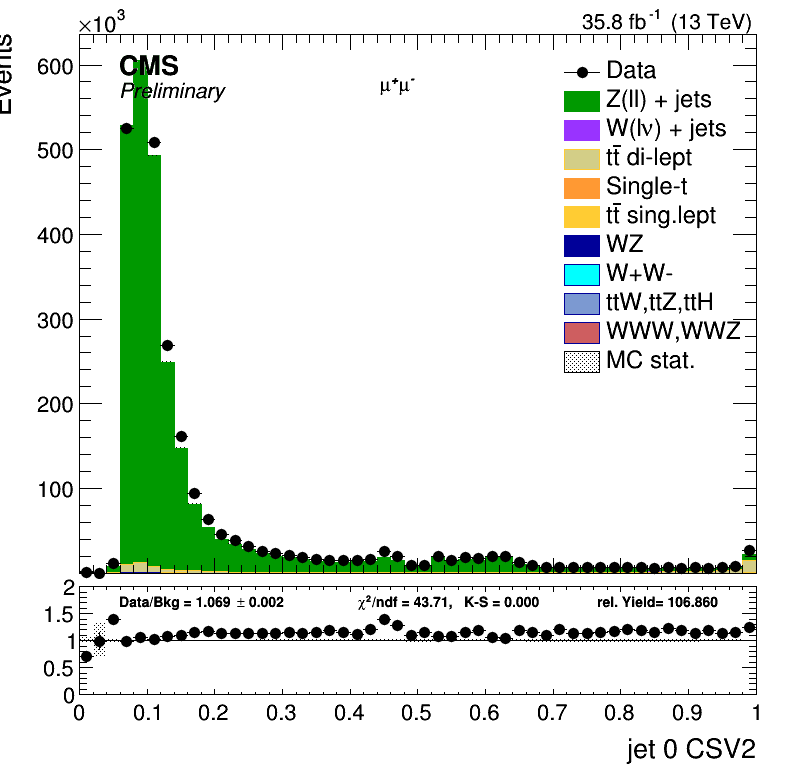 ×10³
35.8 fb⁻¹ (13 TeV)
Events
CMS
Preliminary
μ⁺μ⁻
Data
Z(ll) + jets
W(lν) + jets
tt̄ di-lept
Single-t
tt̄ sing.lept
WZ
W+W-
ttW,ttZ,ttH
WWW,WWZ
MC stat.
600
500
400
300
200
100
Data/Bkg = 1.069 ± 0.002 χ²/ndf = 43.71, K-S = 0.000 rel. Yield= 106.860
2
1.5
1
0.5
0
0 0.1 0.2 0.3 0.4 0.5 0.6 0.7 0.8 0.9 1
jet 0 CSV2